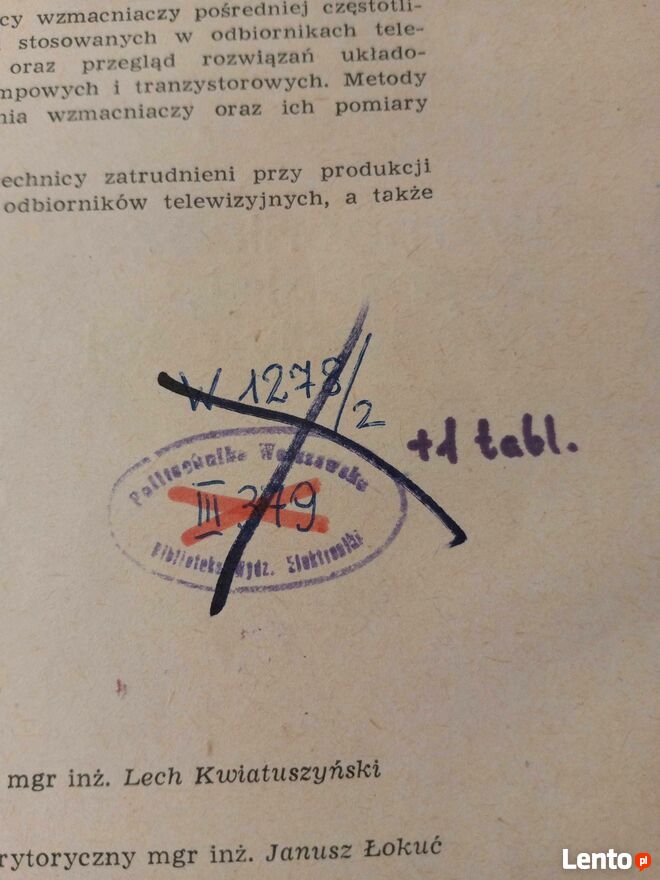 cy wzmacniaczy pośredniej częstotli-
stosowanych w odbiornikach tele-
oraz przegląd rozwiązań układo-
mpowych i tranzystorowych. Metody
nia wzmacniaczy oraz ich pomiary
echnicy zatrudnieni przy produkcji
odbiorników telewizyjnych, a także
W 1278/2
+1 tabl.
Politechnika Warszawska
III 379
Biblioteka Wydz. Elektroniki
mgr inż. Lech Kwiatuszyński
rytoryczny mgr inż. Janusz Łokuć
Lento.pl